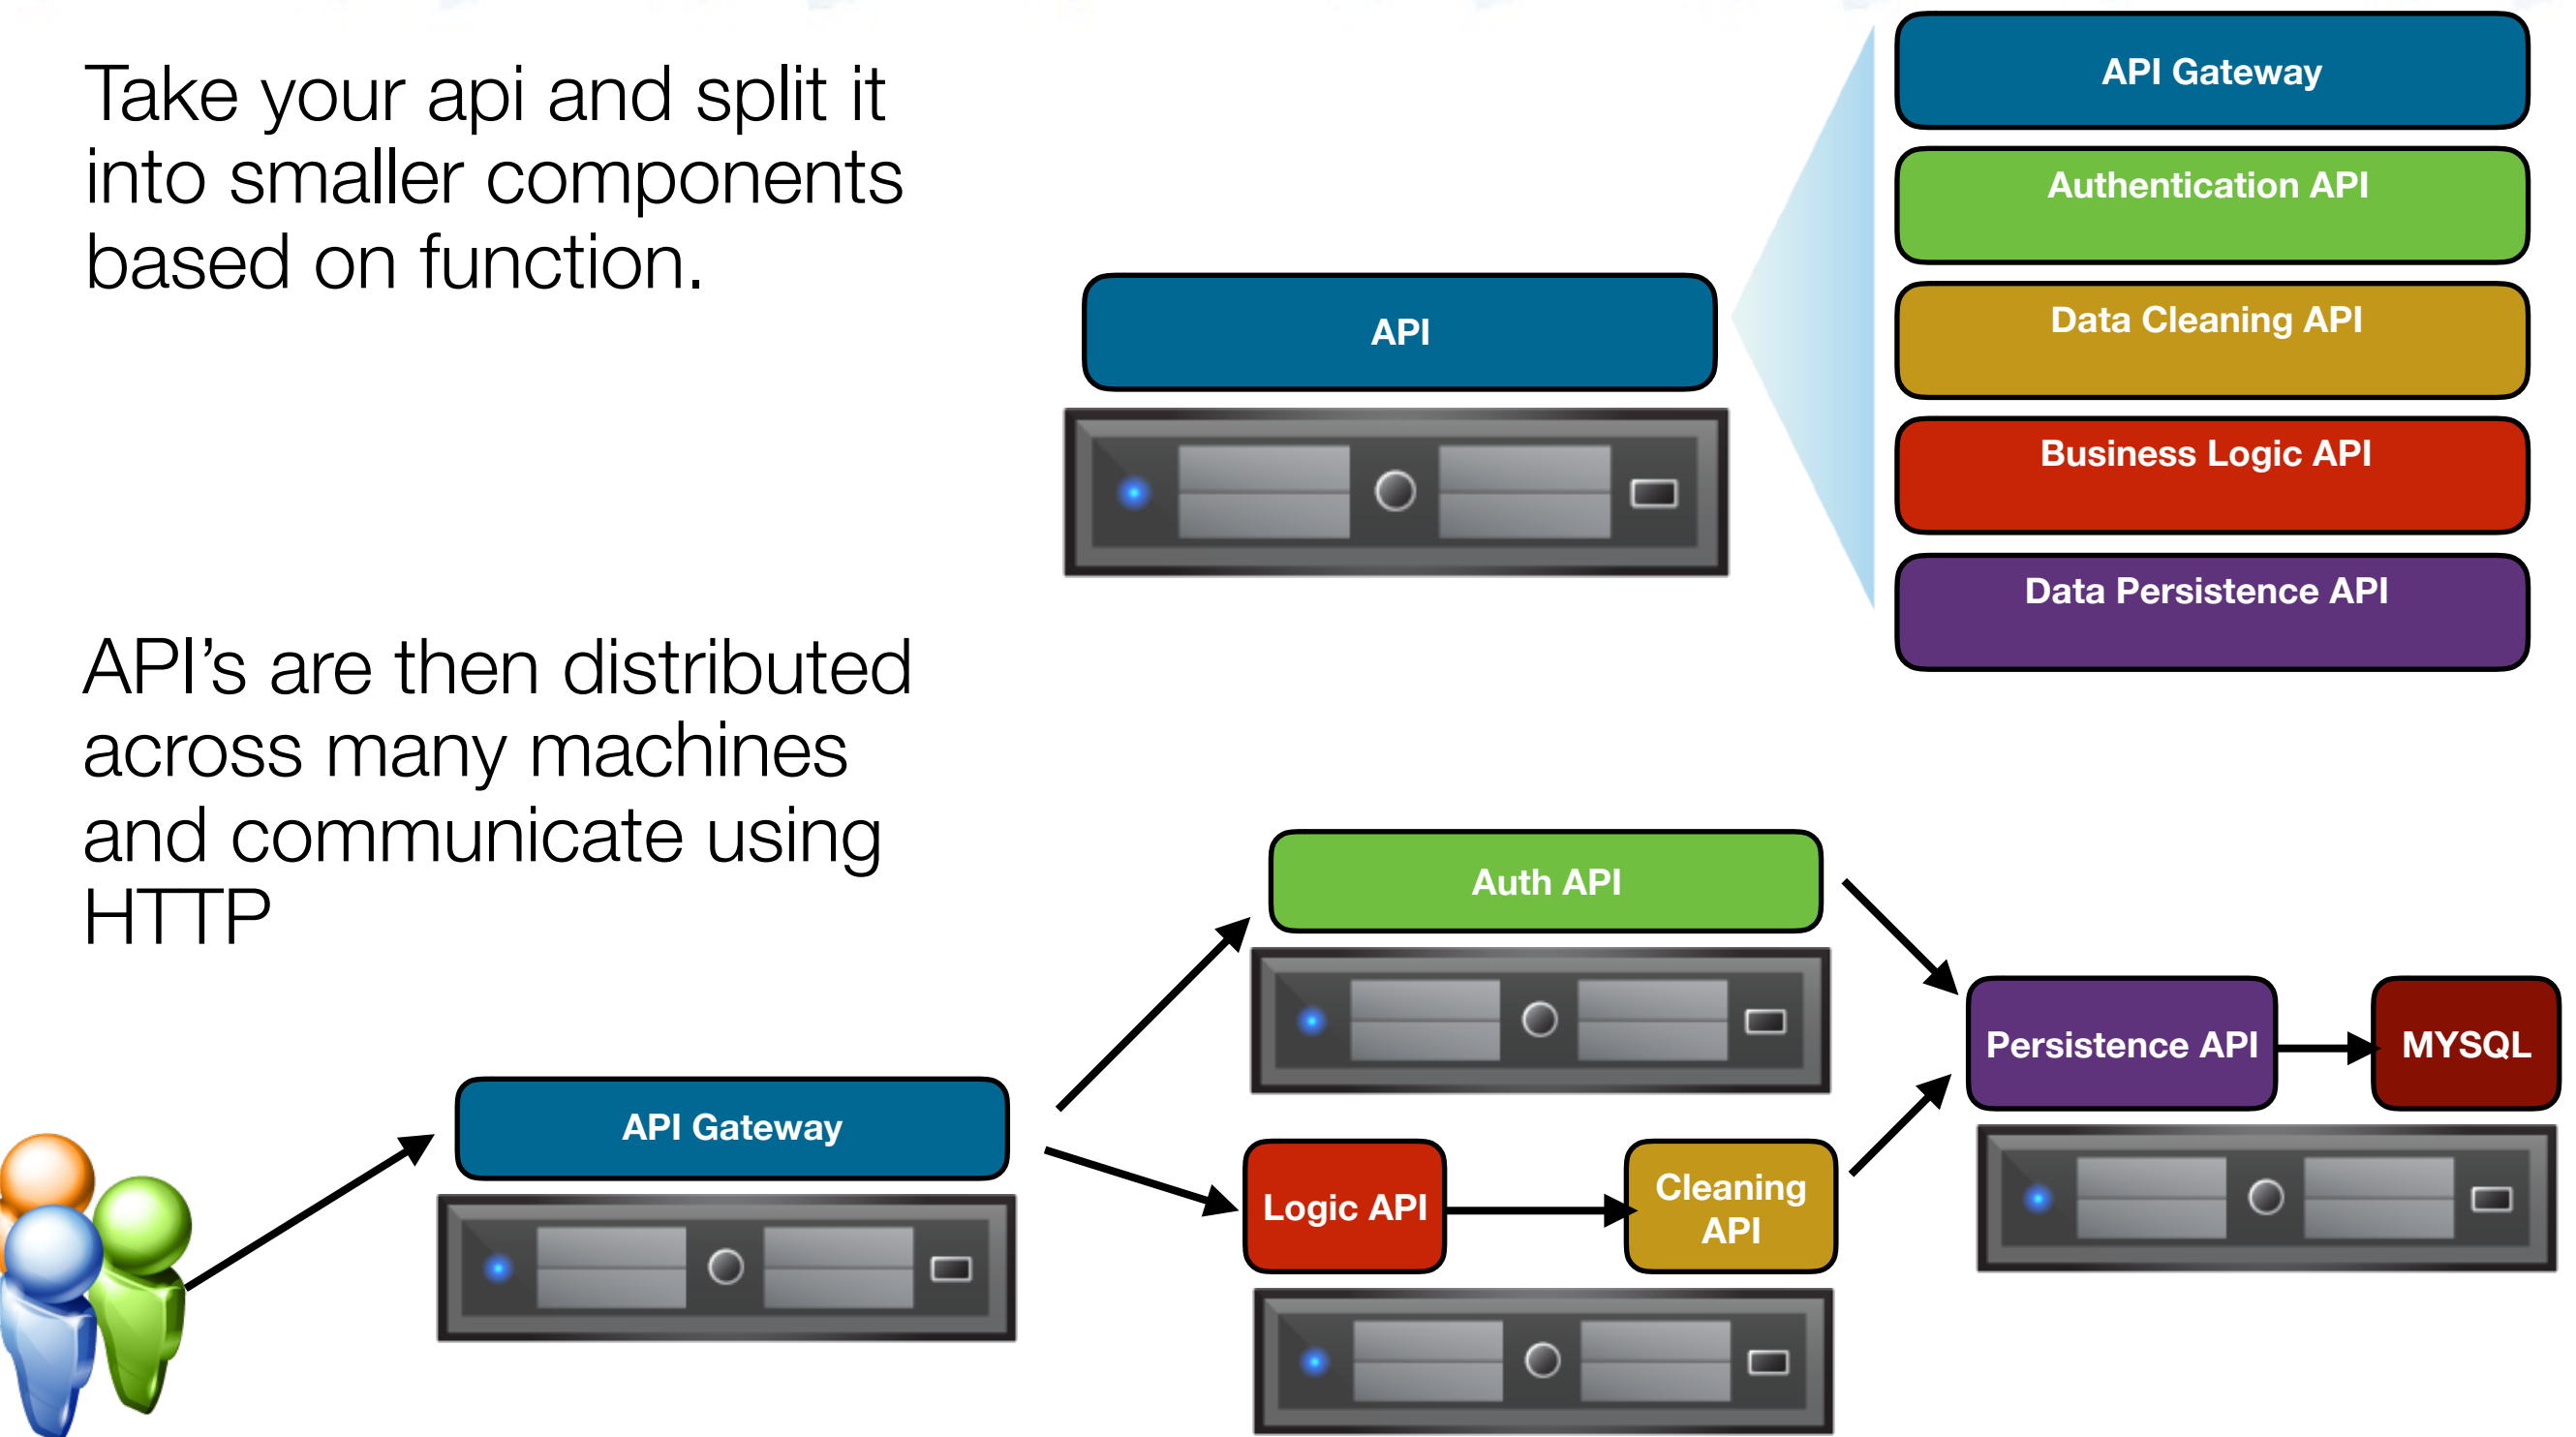 Take your api and split it
into smaller components
based on function.
API
API Gateway
Authentication API
Data Cleaning API
Business Logic API
Data Persistence API
API’s are then distributed
across many machines
and communicate using
HTTP
API Gateway
Auth API
Logic API
Cleaning
API
Persistence API
MYSQL